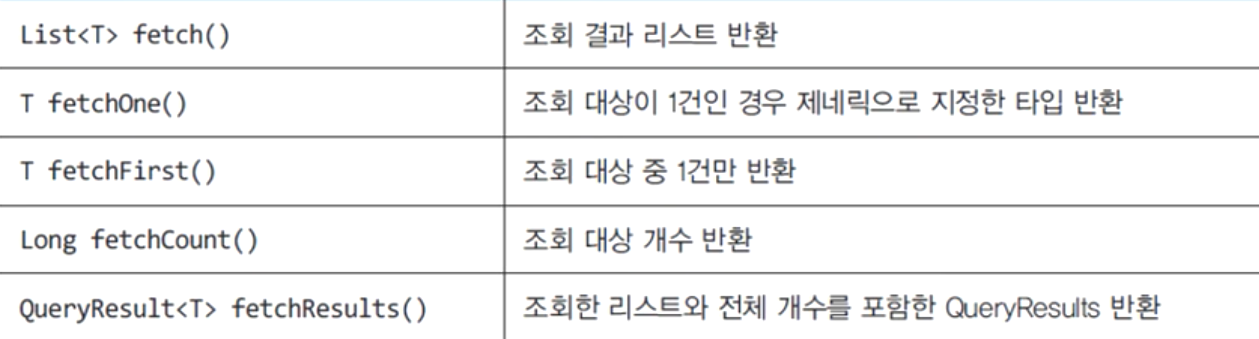 List<T> fetch() 조회 결과 리스트 반환
T fetchOne() 조회 대상이 1건인 경우 제네릭으로 지정한 타입 반환
T fetchFirst() 조회 대상 중 1건만 반환
Long fetchCount() 조회 대상 개수 반환
QueryResult<T> fetchResults() 조회한 리스트와 전체 개수를 포함한 QueryResults 반환